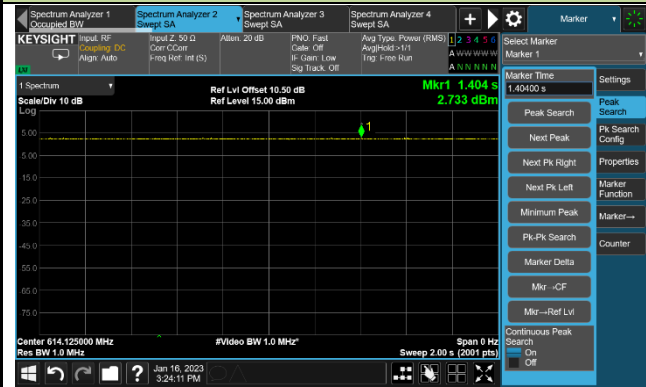 Spectrum Analyzer 1
Occupied BW
Spectrum Analyzer 2
Swept SA
Spectrum Analyzer 3
Swept SA
Spectrum Analyzer 4
Swept SA
+
Marker
KEYSIGHT
Input: RF
Coupling: DC
Align: Auto
Input Z: 50 Ω
Corr CCorr
Freq Ref: Int (S)
Atten: 20 dB
PNO: Fast
Gate: Off
IF Gain: Low
Sig Track: Off
Avg Type: Power (RMS)
Avg|Hold:>1/1
Trig: Free Run
1 2 3 4 5 6
A W W W W W
A N N N N N
LXI
Select Marker
Marker 1
1 Spectrum
Scale/Div 10 dB
Log
Ref Lvl Offset 10.50 dB
Ref Level 15.00 dBm
Mkr1 1.404 s
2.733 dBm
1
5.00
-5.00
-15.0
-25.0
-35.0
-45.0
-55.0
-65.0
-75.0
Center 614.125000 MHz
Res BW 1.0 MHz
#Video BW 1.0 MHz*
Span 0 Hz
Sweep 2.00 s (2001 pts)
Marker Time
1.40400 s
Peak Search
Next Peak
Next Pk Right
Next Pk Left
Minimum Peak
Pk-Pk Search
Marker Delta
Mkr→CF
Mkr→Ref Lvl
Continuous Peak
Search
On
Off
Settings
Peak
Search
Pk Search
Config
Properties
Marker
Function
Marker→
Counter
?
Jan 16, 2023
3:24:11 PM